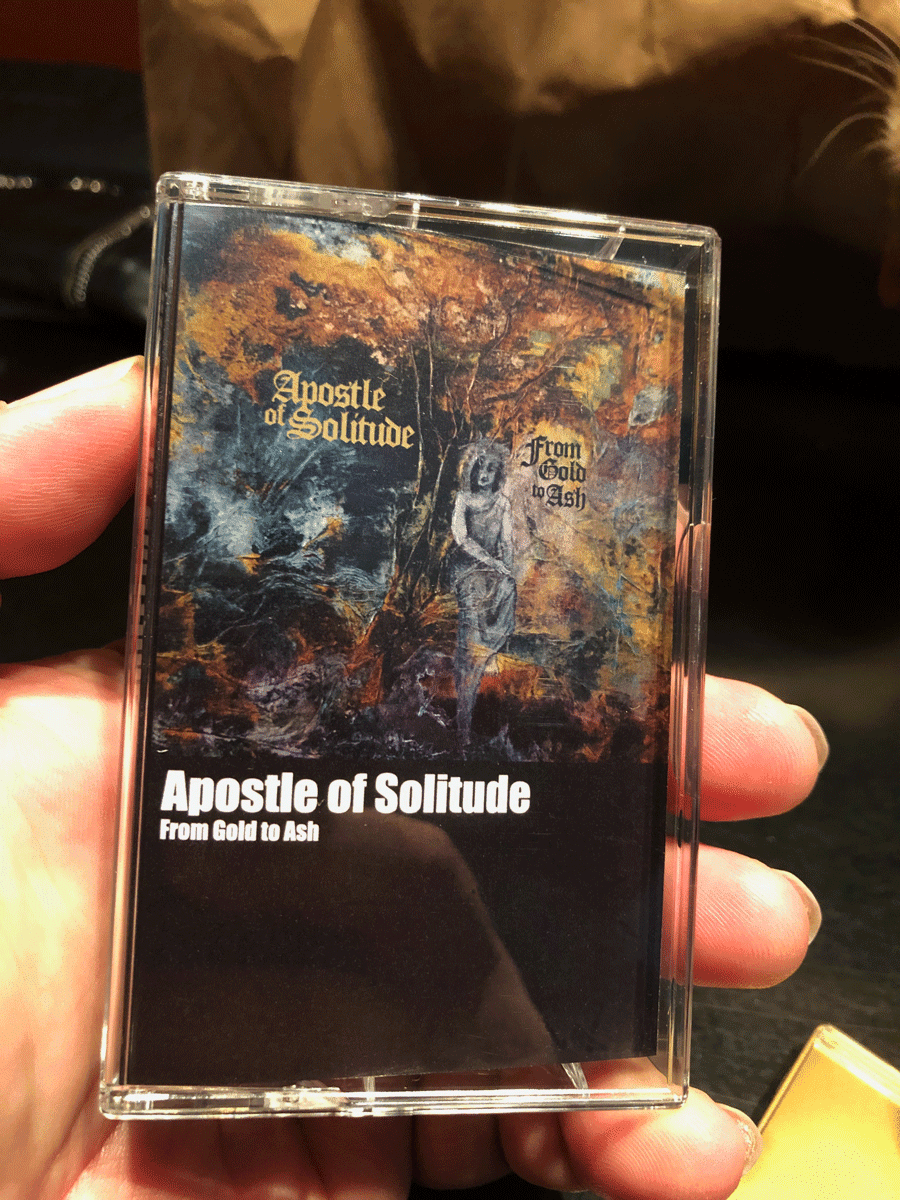 Apostle
of Solitude
From
Gold
to Ash
Apostle of Solitude
From Gold to Ash